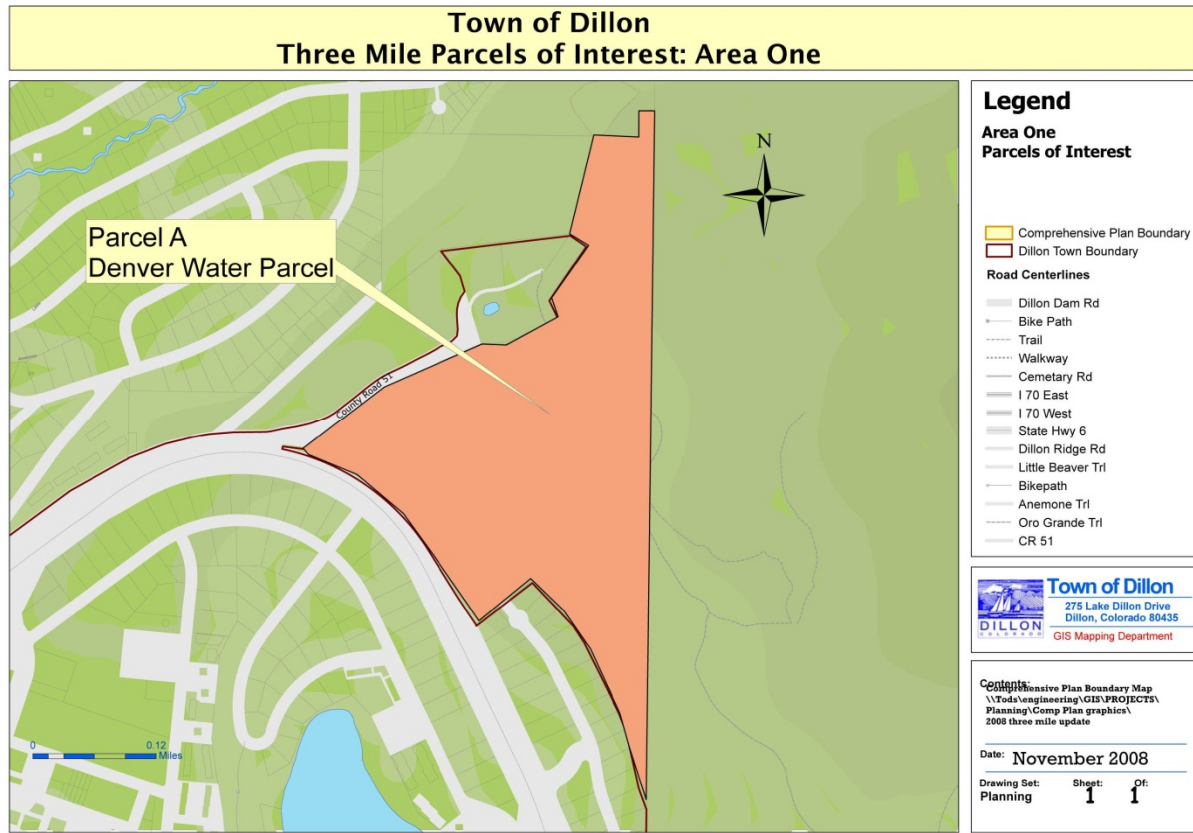 Town of Dillon
Three Mile Parcels of Interest: Area One
Parcel A
Denver Water Parcel
N
County Road 51
0
0.12
Miles
Legend
Area One
Parcels of Interest
Comprehensive Plan Boundary
Dillon Town Boundary
Road Centerlines
Dillon Dam Rd
Bike Path
Trail
Walkway
Cemetary Rd
I 70 East
I 70 West
State Hwy 6
Dillon Ridge Rd
Little Beaver Trl
Bikepath
Anemone Trl
Oro Grande Trl
CR 51
DILLON
COLORADO
Town of Dillon
275 Lake Dillon Drive
Dillon, Colorado 80435
GIS Mapping Department
Contents:
Comprehensive Plan Boundary Map
\\Tods\engineering\GIS\PROJECTS\
Planning\Comp Plan graphics\
2008 three mile update
Date: November 2008
Drawing Set: Sheet: Of:
Planning 1 1